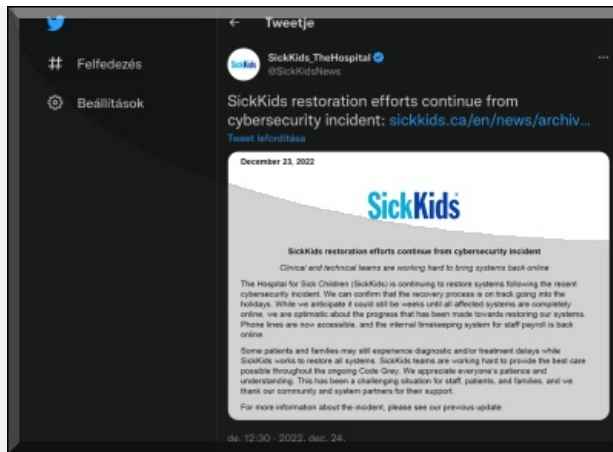 Tweetje
Felfedezés
Beállítások
SickKids
SickKids_TheHospital
@SickKidsNews
SickKids restoration efforts continue from
cybersecurity incident: sickkids.ca/en/news/archiv...
Tweet lefordítása
December 23, 2022
SickKids
SickKids restoration efforts continue from cybersecurity incident
Clinical and technical teams are working hard to bring systems back online
The Hospital for Sick Children (SickKids) is continuing to restore systems following the recent
cybersecurity incident. We can confirm that the recovery process is on track going into the
holidays. While we anticipate it could still be weeks until all affected systems are completely
online, we are optimistic about the progress that has been made towards restoring our systems.
Phone lines are now accessible, and the internal timekeeping system for staff payroll is back
online
Some patients and families may still experience diagnostic and/or treatment delays while
SickKids works to restore all systems. SickKids teams are working hard to provide the best care
possible throughout the ongoing Code Grey. We appreciate everyone's patience and
understanding. This has been a challenging situation for staff, patients, and families, and we
thank our community and system partners for their support.
For more information about the incident, please see our previous update.
de. 12:30 · 2022. dec. 24.